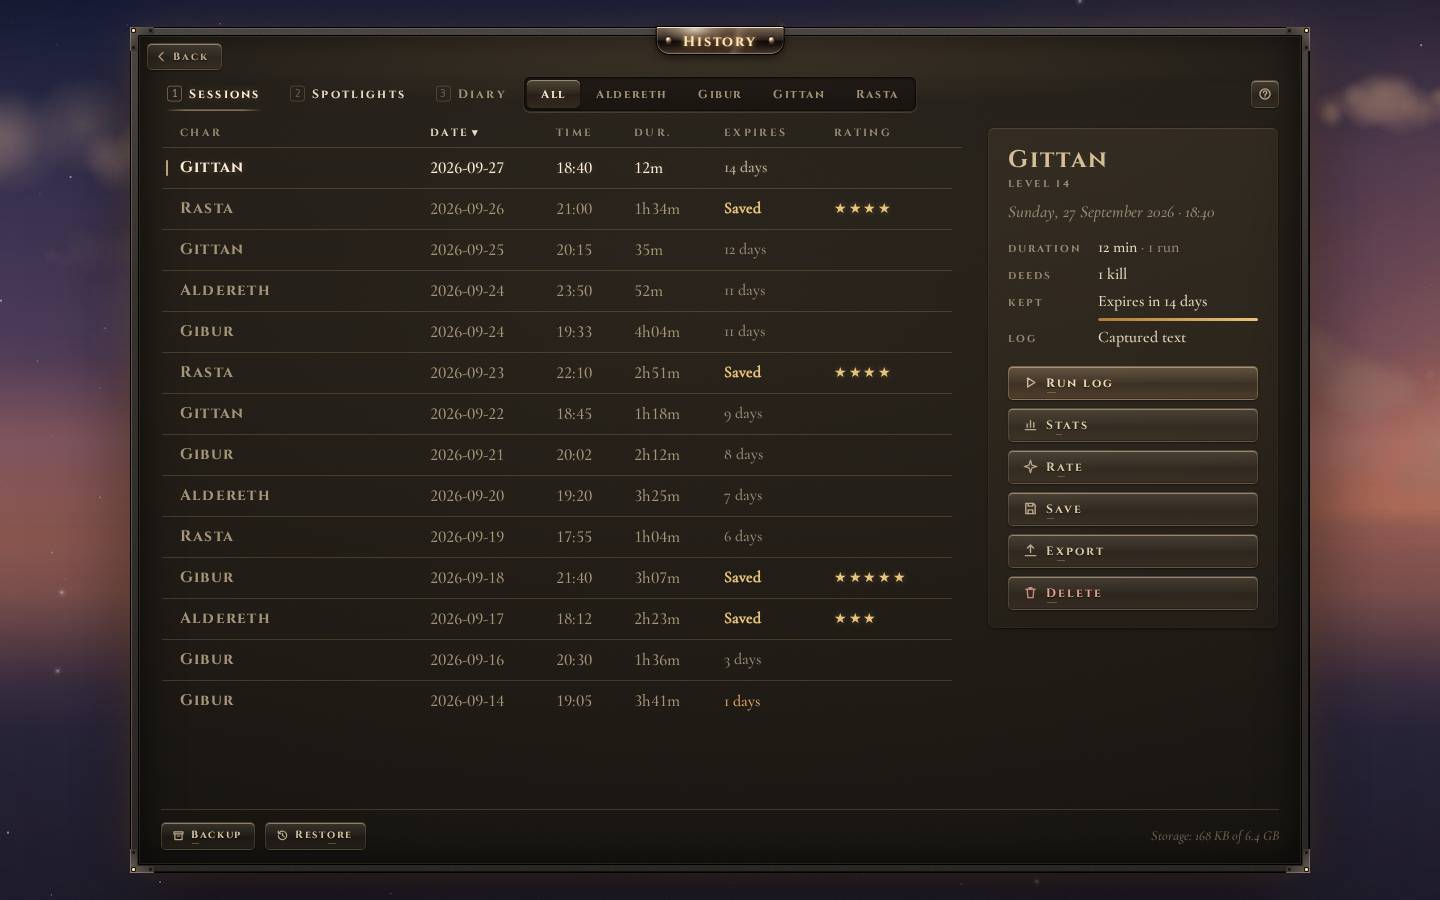 History
Back
1 Sessions 2 Spotlights 3 Diary All Aldereth Gibur Gittan Rasta
CHAR DATE▼ TIME DUR. EXPIRES RATING
Gittan 2026-09-27 18:40 12m 14 days
Rasta 2026-09-26 21:00 1h34m Saved ★★★★
Gittan 2026-09-25 20:15 35m 12 days
Aldereth 2026-09-24 23:50 52m 11 days
Gibur 2026-09-24 19:33 4h04m 11 days
Rasta 2026-09-23 22:10 2h51m Saved ★★★★
Gittan 2026-09-22 18:45 1h18m 9 days
Gibur 2026-09-21 20:02 2h12m 8 days
Aldereth 2026-09-20 19:20 3h25m 7 days
Rasta 2026-09-19 17:55 1h04m 6 days
Gibur 2026-09-18 21:40 3h07m Saved ★★★★★
Aldereth 2026-09-17 18:12 2h23m Saved ★★★
Gibur 2026-09-16 20:30 1h36m 3 days
Gibur 2026-09-14 19:05 3h41m 1 days
Gittan
LEVEL 14
Sunday, 27 September 2026 · 18:40
DURATION 12 min · 1 run
DEEDS 1 kill
KEPT Expires in 14 days
LOG Captured text
Run log
Stats
Rate
Save
Export
Delete
Backup Restore
Storage: 168 KB of 6.4 GB